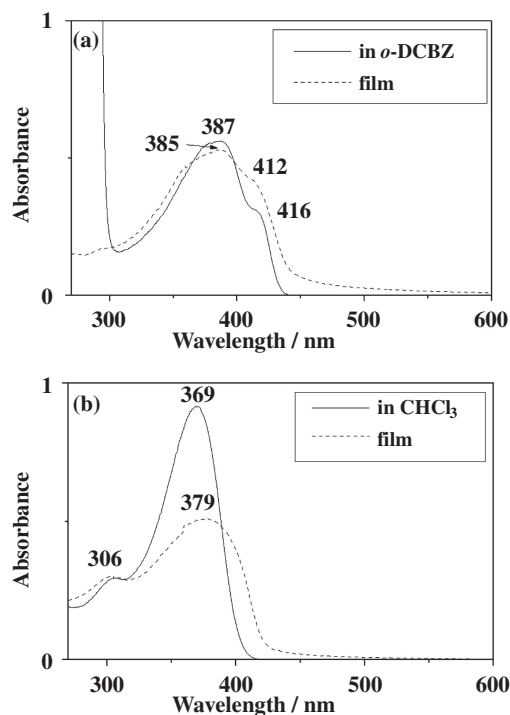 (a)
in o-DCBZ
film
1
0
Absorbance
385
387
412
416
300
400
500
600
Wavelength / nm
(b)
in CHCl₃
film
1
0
Absorbance
369
379
306
300
400
500
600
Wavelength / nm